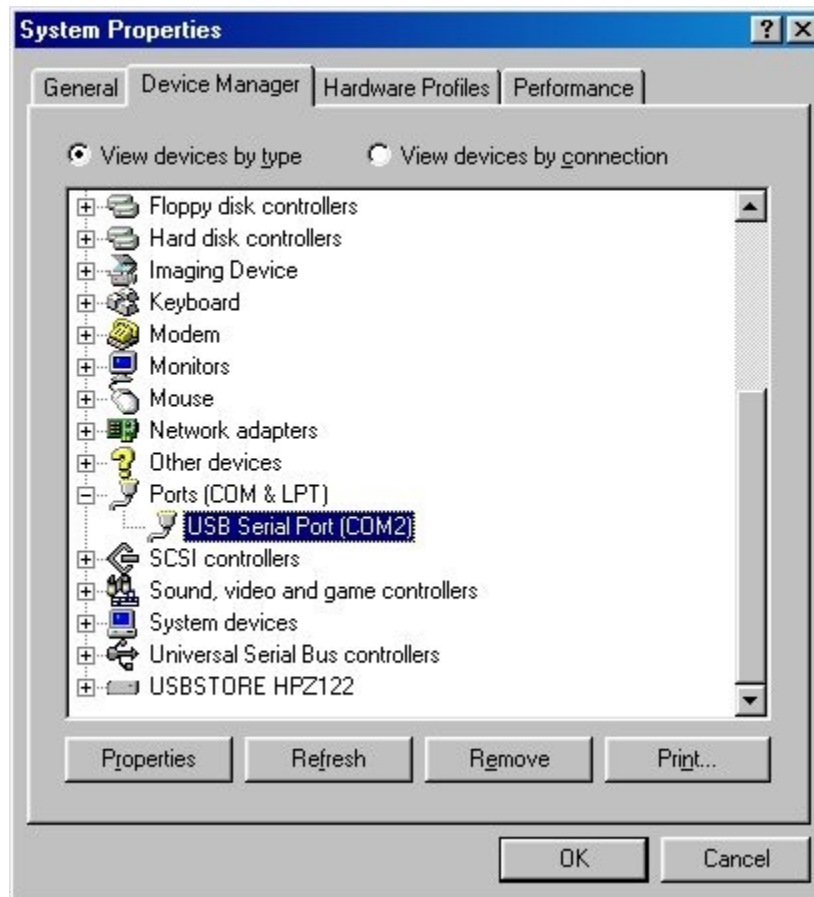 System Properties
? X
General Device Manager Hardware Profiles Performance
View devices by type View devices by connection
Floppy disk controllers
Hard disk controllers
Imaging Device
Keyboard
Modem
Monitors
Mouse
Network adapters
Other devices
Ports (COM & LPT)
USB Serial Port (COM2)
SCSI controllers
Sound, video and game controllers
System devices
Universal Serial Bus controllers
USBSTORE HPZ122
Properties Refresh Remove Print...
OK Cancel